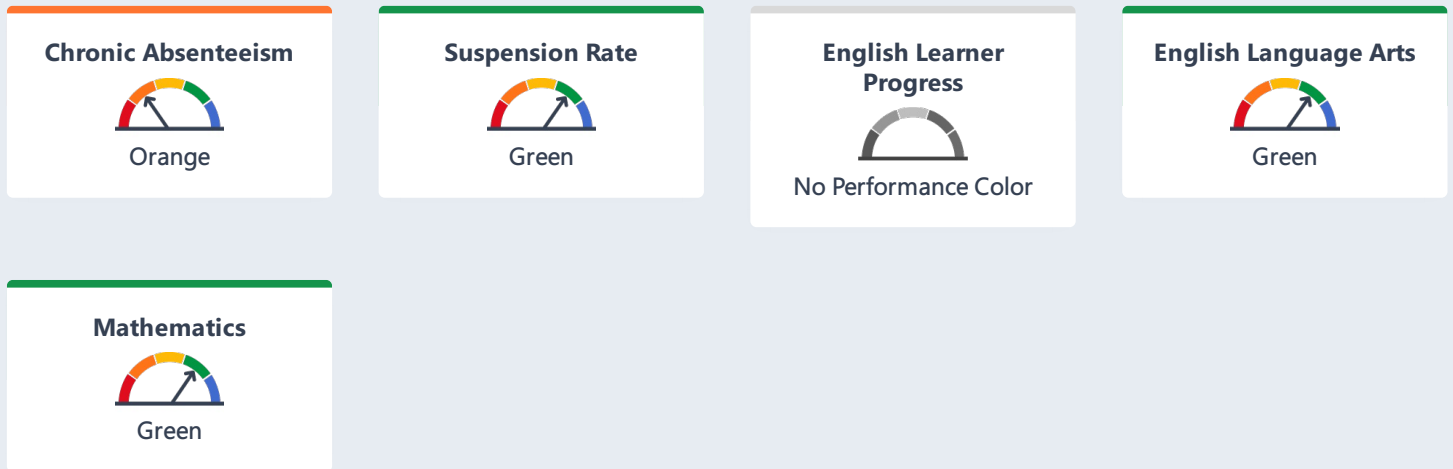 Chronic Absenteeism
Orange
Suspension Rate
Green
English Learner
Progress
No Performance Color
English Language Arts
Green
Mathematics
Green